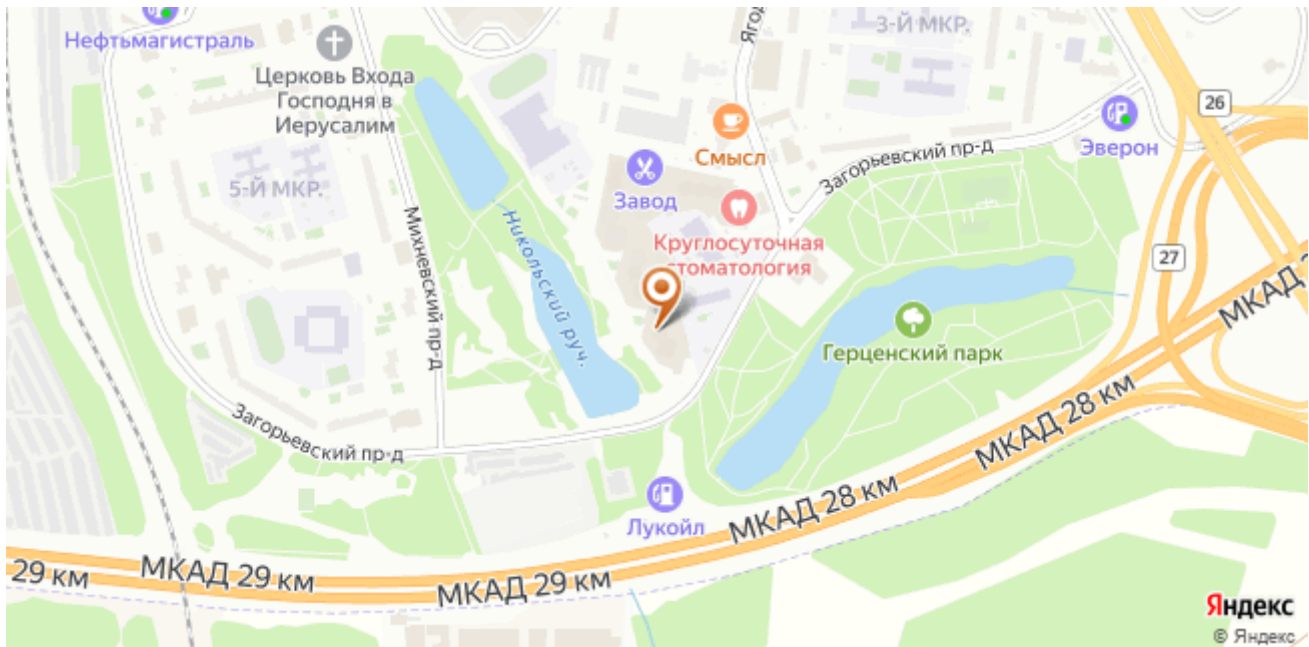 Нефтьмагистраль
Церковь Входа
Господня в
Иерусалим
5-Й МКР.
Михневский пр-д
Никольский руч.
Ягод
3-Й МКР.
Смысл
Завод
Круглосуточная
стоматология
Загорьевский пр-д
Эверон
26
27
Герценский парк
Загорьевский пр-д
Лукойл
МКАД 28 км
МКАД 28 км
МКАД 2
29 км
МКАД 29 км
МКАД 29 км
Яндекс
© Яндекс